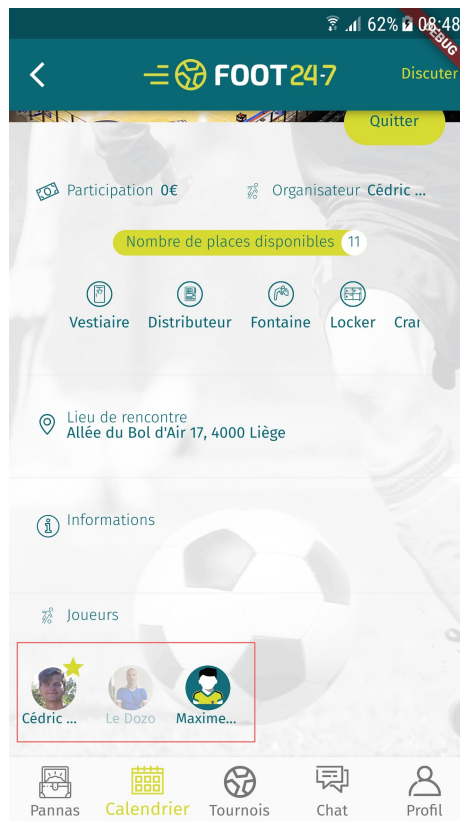 62% 08:48
DEBUG
FOOT24-7
Discuter
Quitter
Participation 0€
Organisateur Cédric ...
Nombre de places disponibles 11
Vestiaire Distributeur Fontaine Locker Crar
Lieu de rencontre
Allée du Bol d'Air 17, 4000 Liège
Informations
Joueurs
Cédric ... Le Dozo Maxime...
Pannas Calendrier Tournois Chat Profil